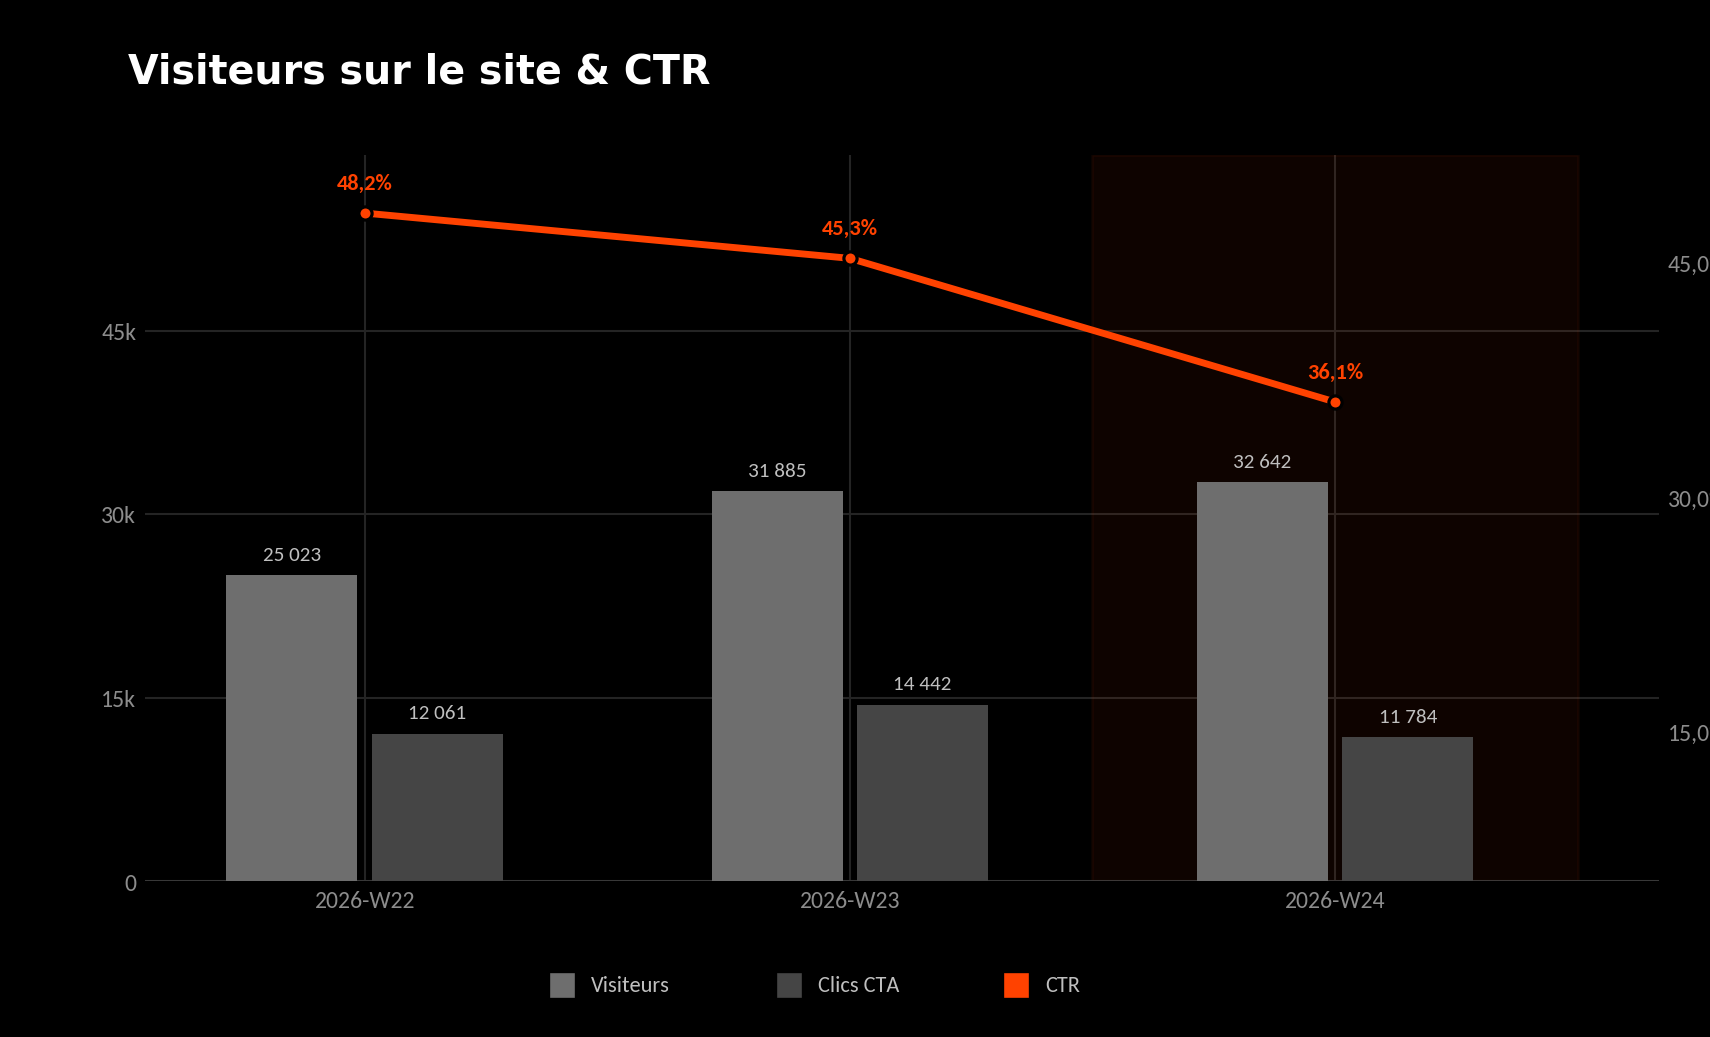 Visiteurs sur le site & CTR
48,2%
45,3%
45,0
45k
36,1%
32 642
31 885
30,0
30k
25 023
15,0
15k
14 442
12 061
11 784
0
2026-W22
2026-W23
2026-W24
Visiteurs
Clics CTA
CTR